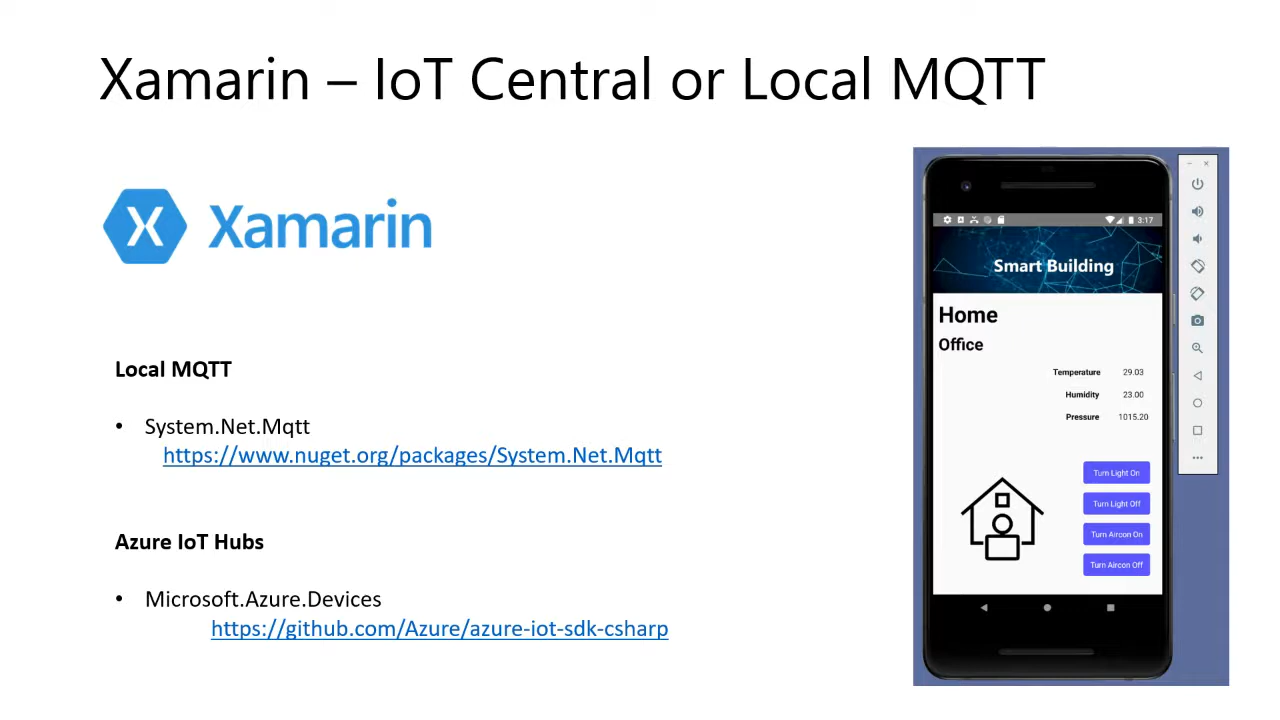 Xamarin – IoT Central or Local MQTT
X Xamarin
Local MQTT
• System.Net.Mqtt
https://www.nuget.org/packages/System.Net.Mqtt
Azure IoT Hubs
• Microsoft.Azure.Devices
https://github.com/Azure/azure-iot-sdk-csharp
3:17
Smart Building
Home
Office
Temperature 29.03
Humidity 23.00
Pressure 1015.20
Turn Light On
Turn Light Off
Turn Aircon On
Turn Aircon Off